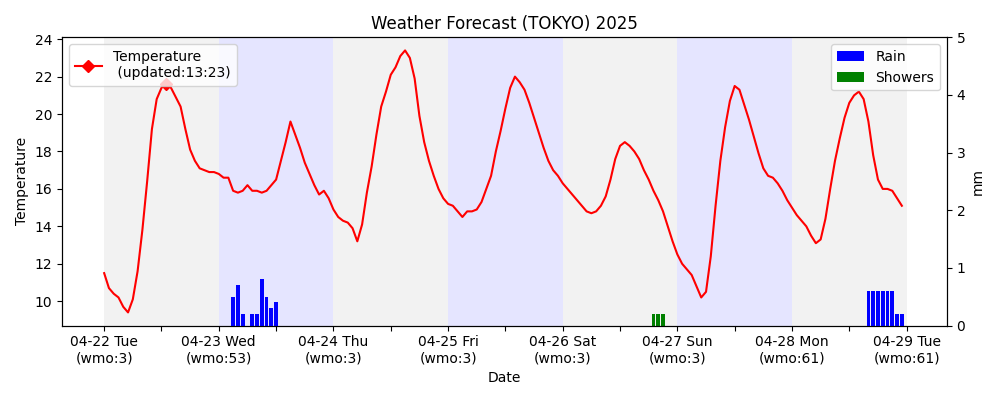 Weather Forecast (TOKYO) 2025
Temperature
(updated:13:23)
Rain
Showers
24
22
20
18
16
14
12
10
Temperature
5
4
3
2
1
0
mm
04-22 Tue 04-23 Wed 04-24 Thu 04-25 Fri 04-26 Sat 04-27 Sun 04-28 Mon 04-29 Tue
(wmo:3) (wmo:53) (wmo:3) (wmo:3) (wmo:3) (wmo:3) (wmo:61) (wmo:61)
Date